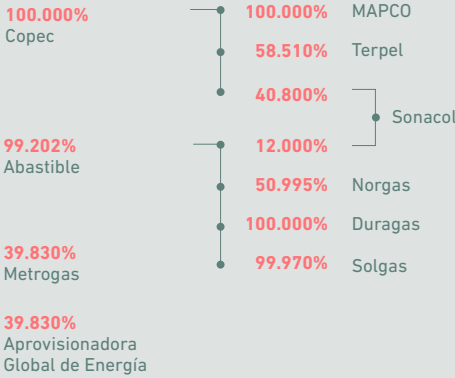 100.000%
Copec
100.000% MAPCO
58.510% Terpel
40.800%
Sonacol
99.202%
Abastible
12.000%
50.995% Norgas
100.000% Duragas
99.970% Solgas
39.830%
Metrogas
39.830%
Aprovisionadora
Global de Energía